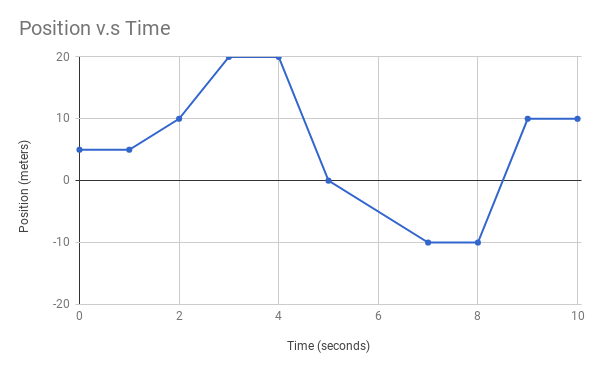 Position v.s Time
Position (meters)
20
10
0
-10
-20
0 2 4 6 8 10
Time (seconds)